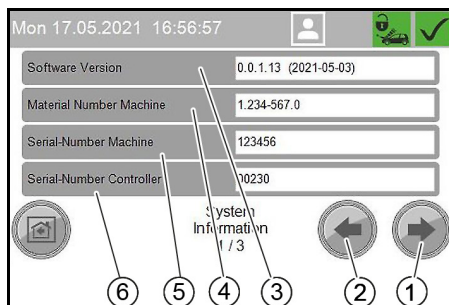 Mon 17.05.2021 16:56:57
Software Version 0.0.1.13 (2021-05-03)
Material Number Machine 1.234-567.0
Serial-Number Machine 123456
Serial-Number Controller 00230
System
Information
1 / 3
6 5 4 3 2 1